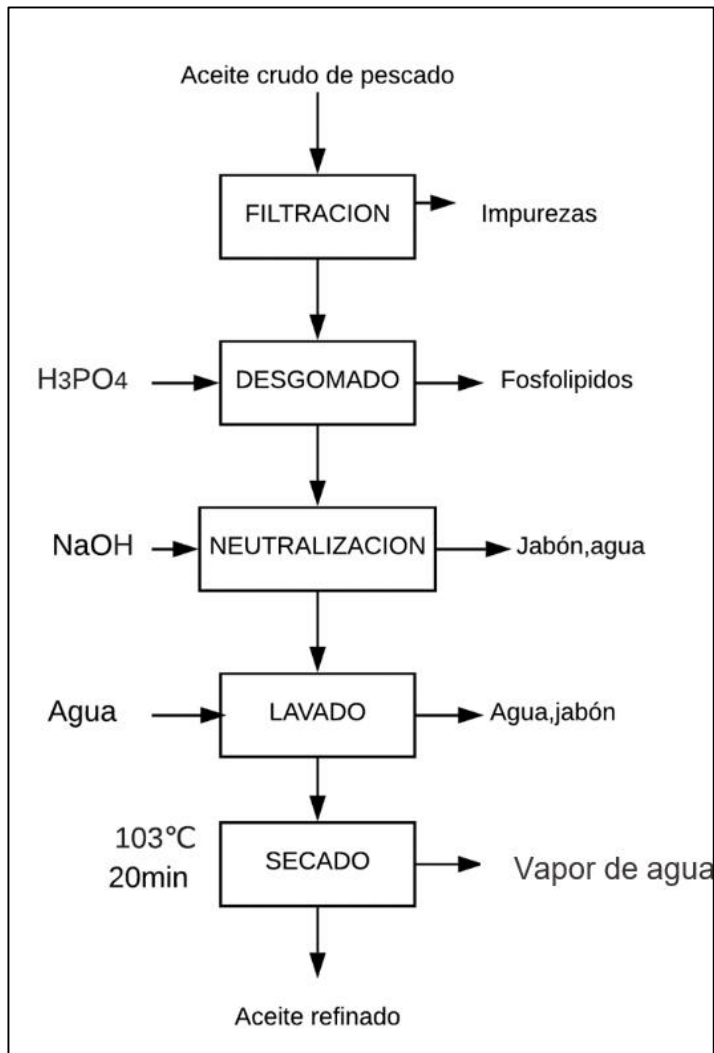 Aceite crudo de pescado
FILTRACION
Impurezas
H3PO4
DESGOMADO
Fosfolipidos
NaOH
NEUTRALIZACION
Jabón,agua
Agua
LAVADO
Agua,jabón
103℃
20min
SECADO
Vapor de agua
Aceite refinado